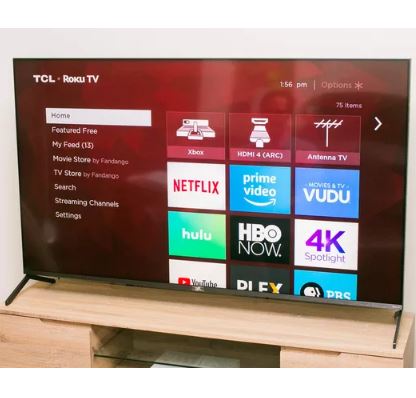 TCL · Roku TV
1:56 pm | Options ✳
75 Items
Home
Featured Free
My Feed (13)
Movie Store by Fandango
TV Store by Fandango
Search
Streaming Channels
Settings
Xbox
HDMI 4 (ARC)
Antenna TV
NETFLIX
prime video
MOVIES & TV
VUDU
hulu
HBO
NOW.
4K
Spotlight
YouTube
PLEX
PBS